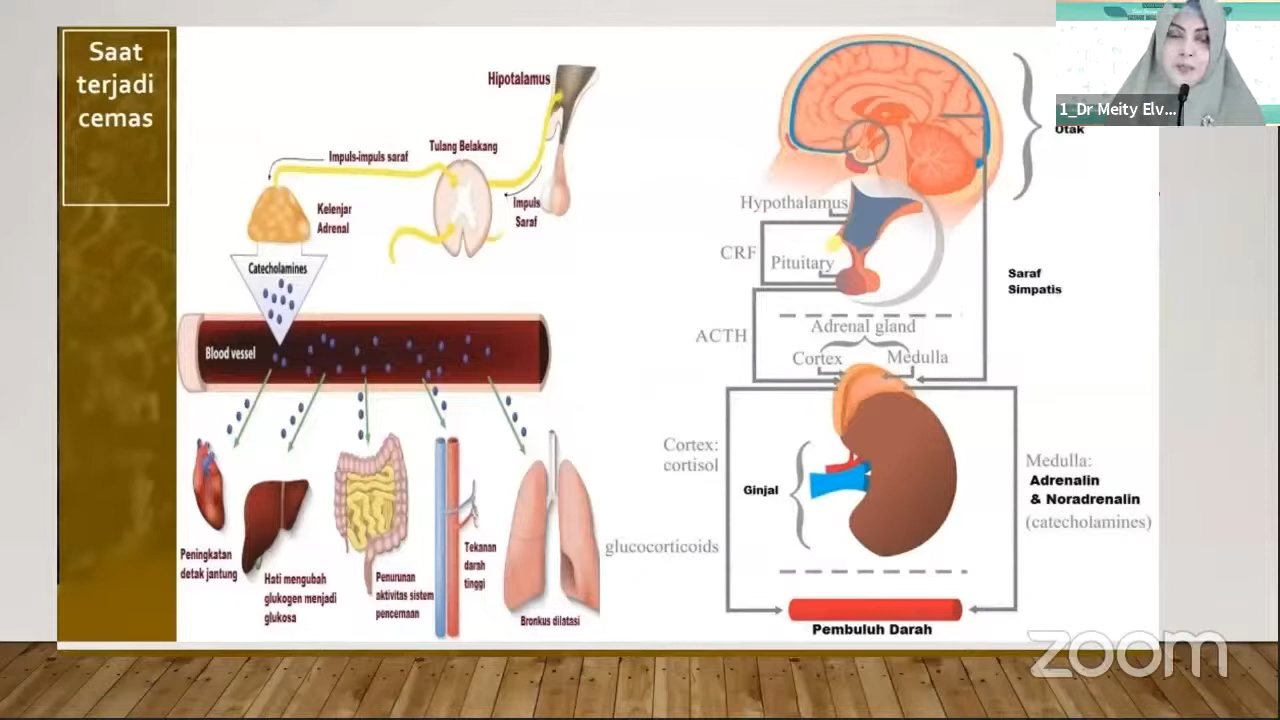 Saat
terjadi
cemas
Hipotalamus
Tulang Belakang
Impuls-impuls saraf
Impuls
Saraf
Kelenjar
Adrenal
Catecholamines
Blood vessel
Peningkatan
detak jantung
Hati mengubah
glukogen menjadi
glukosa
Penurunan
aktivitas sistem
pencernaan
Tekanan
darah
tinggi
Bronkus dilatasi
Otak
Hypothalamus
CRF
Pituitary
Saraf
Simpatis
ACTH
Adrenal gland
Cortex
Medulla
Cortex:
cortisol
Ginjal
Medulla:
Adrenalin
& Noradrenalin
(catecholamines)
glucocorticoids
Pembuluh Darah
1_Dr Meity Elv...
zoom